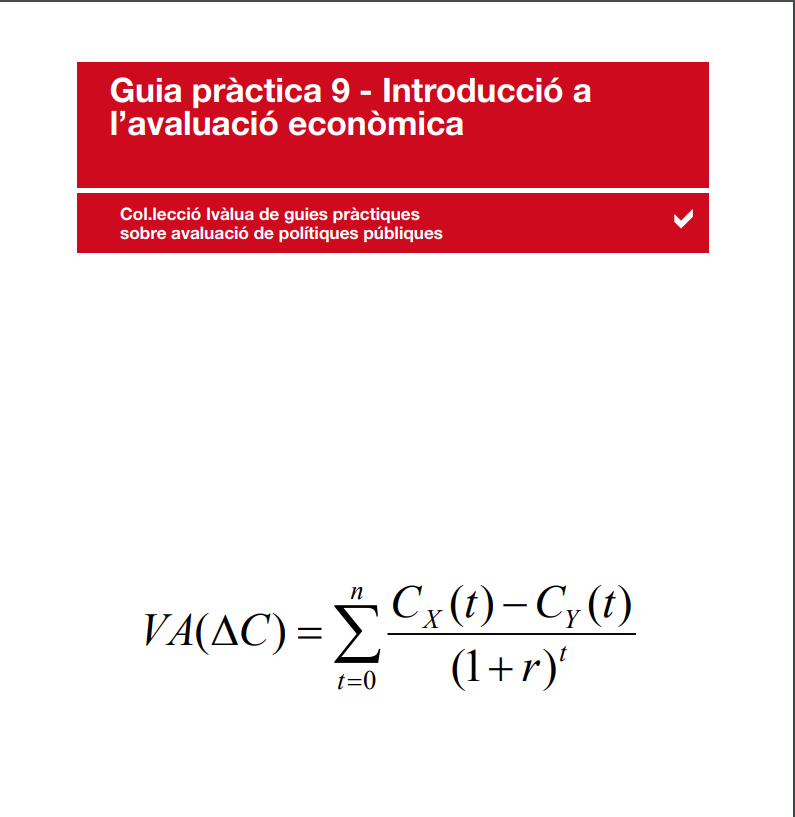 Guia pràctica 9 - Introducció a
l’avaluació econòmica
Col.lecció Ivàlua de guies pràctiques
sobre avaluació de polítiques públiques
VA(ΔC) = ∑_{t=0}^{n} \frac{C_X(t) − C_Y(t)}{(1 + r)^t}